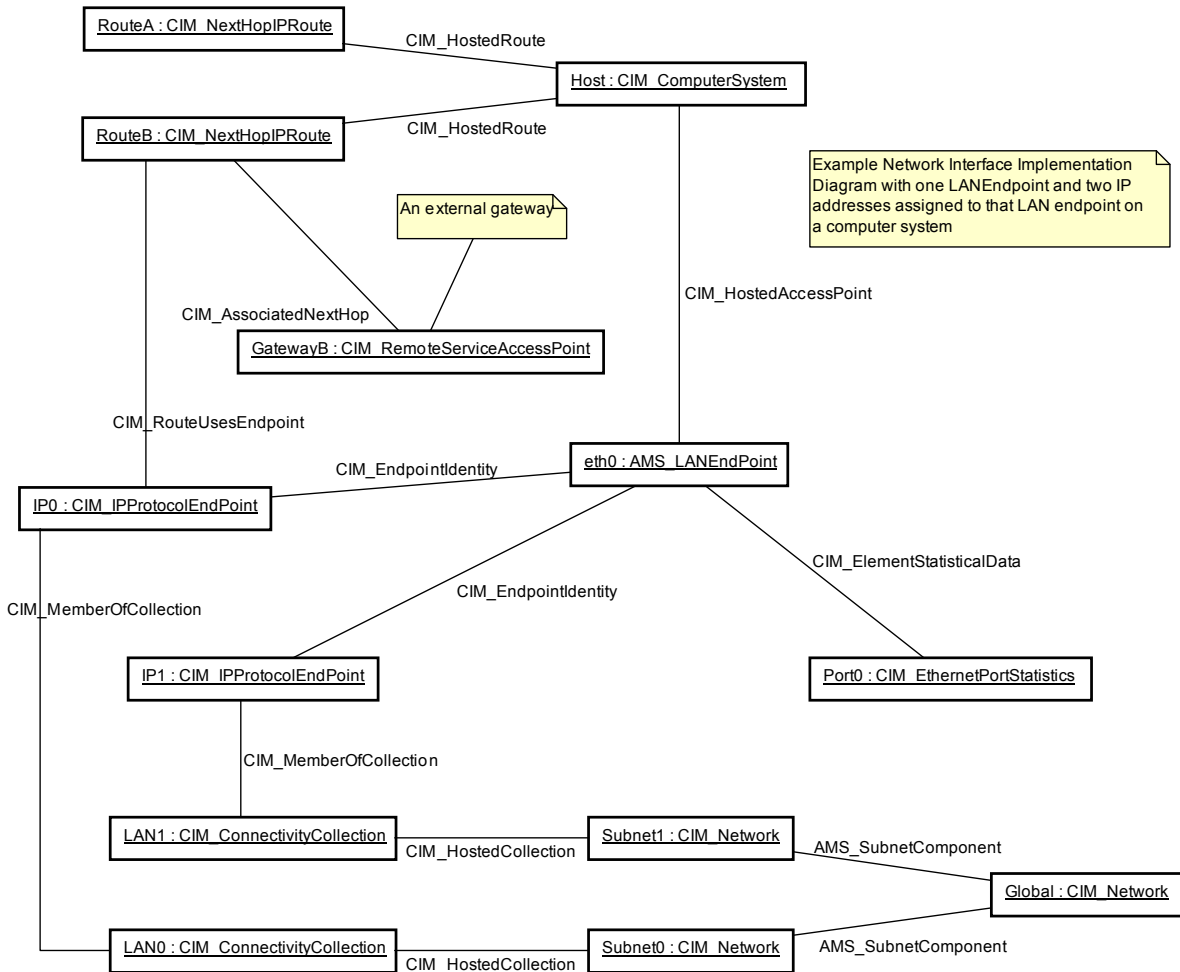 RouteA : CIM_NextHopIPRoute
CIM_HostedRoute
Host : CIM_ComputerSystem
RouteB : CIM_NextHopIPRoute
CIM_HostedRoute
Example Network Interface Implementation
Diagram with one LANEndpoint and two IP
addresses assigned to that LAN endpoint on
a computer system
An external gateway
CIM_HostedAccessPoint
CIM_AssociatedNextHop
GatewayB : CIM_RemoteServiceAccessPoint
CIM_RouteUsesEndpoint
eth0 : AMS_LANEndPoint
CIM_EndpointIdentity
IP0 : CIM_IPProtocolEndPoint
CIM_ElementStatisticalData
CIM_EndpointIdentity
CIM_MemberOfCollection
IP1 : CIM_IPProtocolEndPoint
Port0 : CIM_EthernetPortStatistics
CIM_MemberOfCollection
LAN1 : CIM_ConnectivityCollection
CIM_HostedCollection
Subnet1 : CIM_Network
AMS_SubnetComponent
Global : CIM_Network
LAN0 : CIM_ConnectivityCollection
CIM_HostedCollection
Subnet0 : CIM_Network
AMS_SubnetComponent